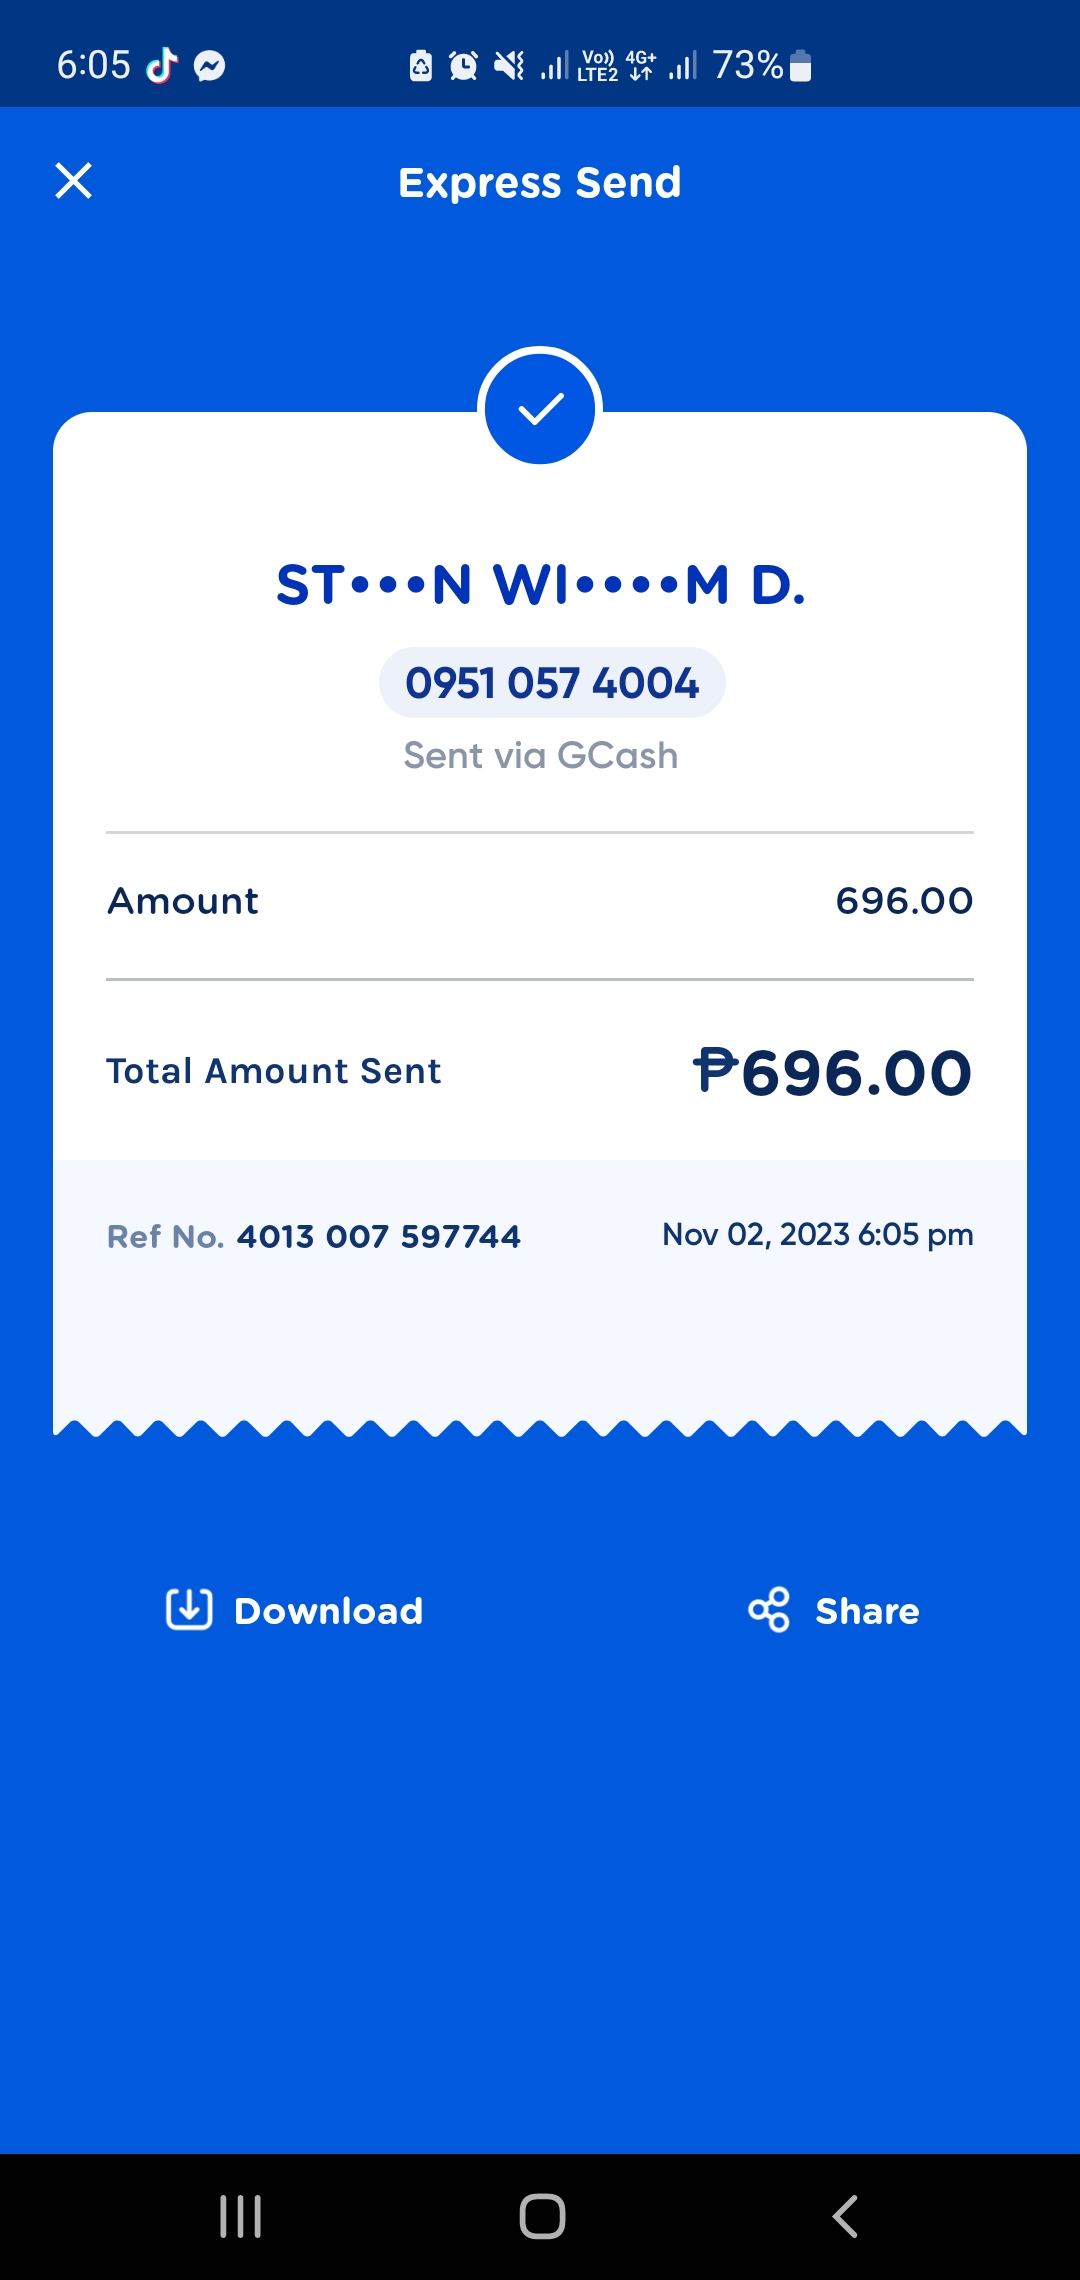 6:05 Vo)) LTE2 4G+ 73%
Express Send
ST•••N WI••••M D.
0951 057 4004
Sent via GCash
Amount 696.00
Total Amount Sent ₱696.00
Ref No. 4013 007 597744 Nov 02, 2023 6:05 pm
Download Share